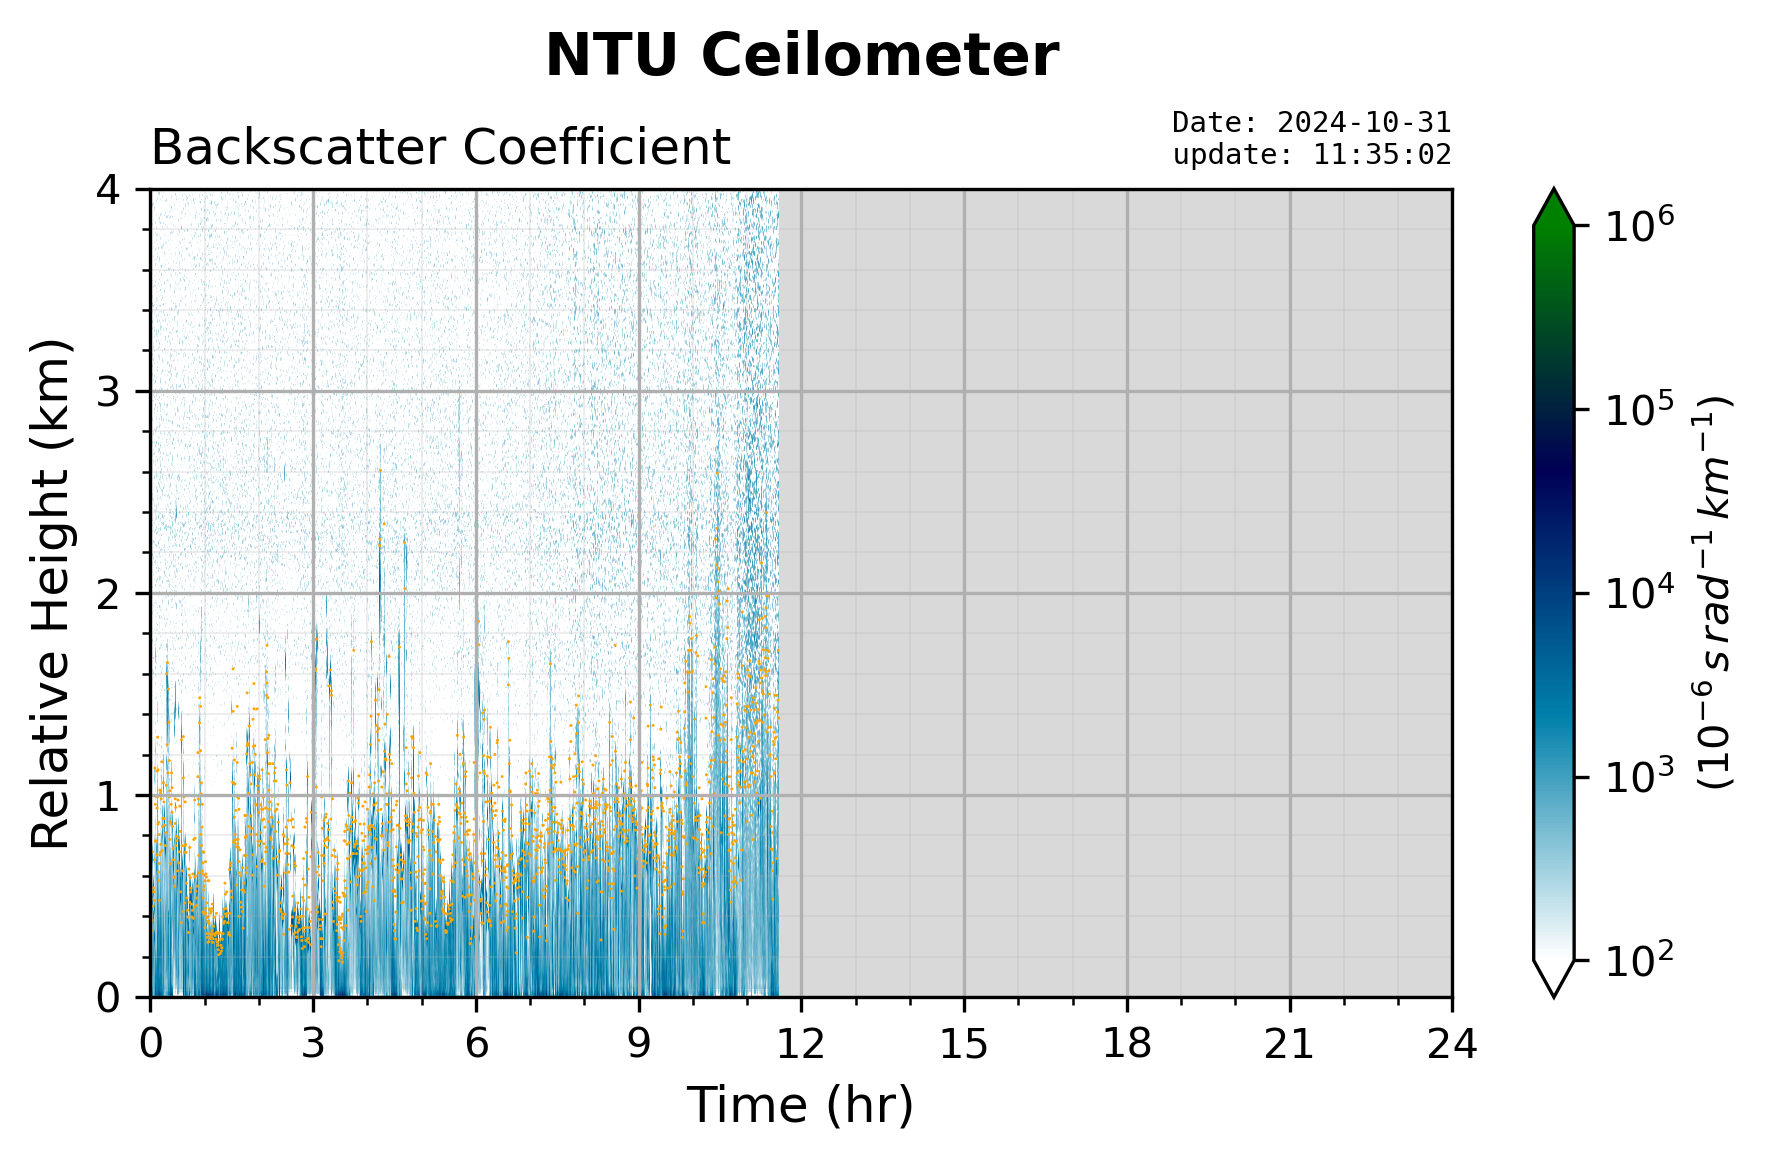 NTU Ceilometer
Backscatter Coefficient
Date: 2024-10-31
update: 11:35:02
4
3
2
1
0
Relative Height (km)
0 3 6 9 12 15 18 21 24
Time (hr)
10⁶
10⁵
10⁴
10³
10²
(10⁻⁶ s rad⁻¹ km⁻¹)